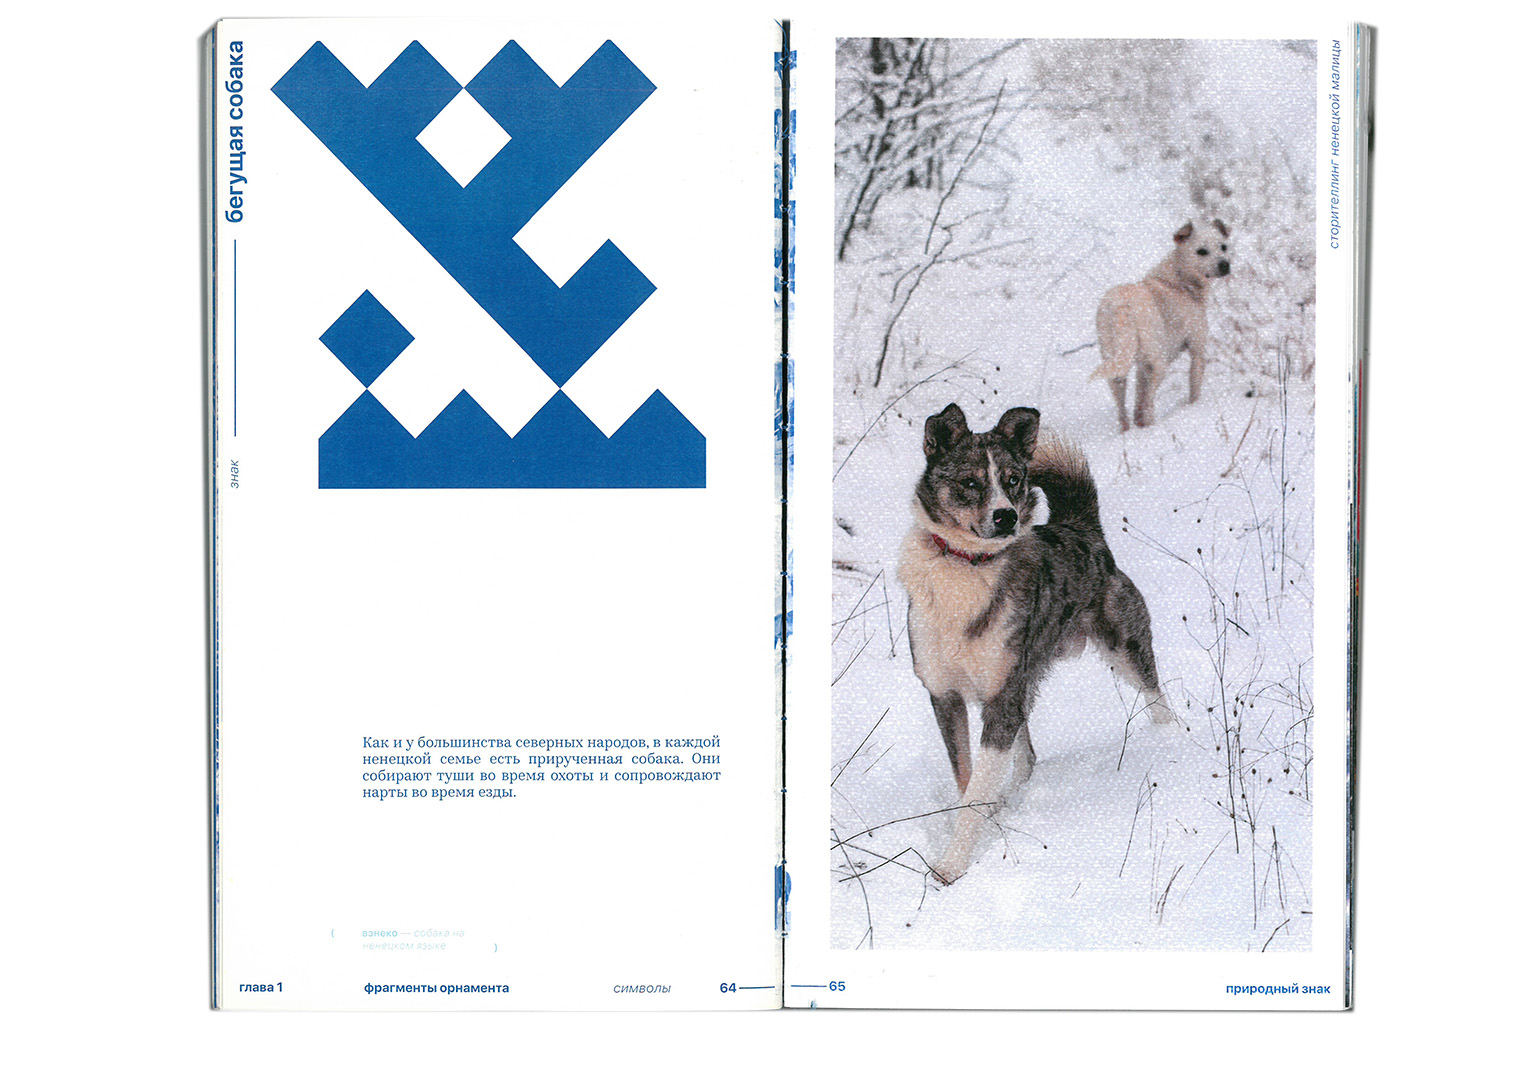 бегущая собака
знак
Как и у большинства северных народов, в каждой
ненецкой семье есть прирученная собака. Они
собирают туши во время охоты и сопровождают
нарты во время езды.
( вэнеко — собака на
ненецком языке )
глава 1 фрагменты орнамента символы 64
сторителлинг ненецкой малицы
65 природный знак